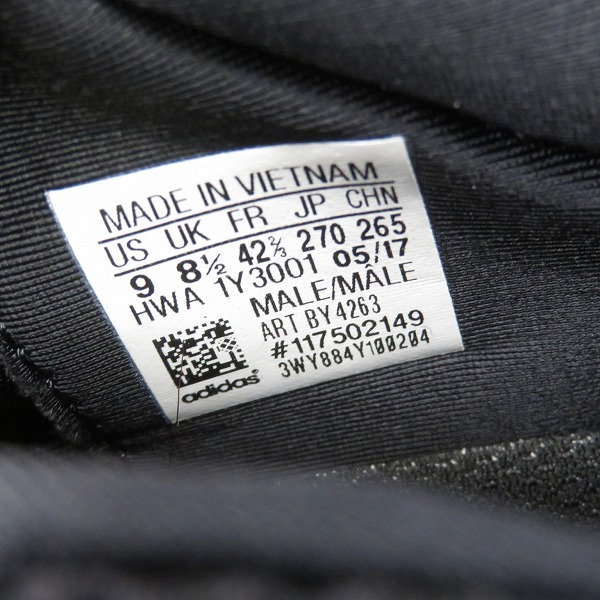 MADE IN VIETNAM
US UK FR JP CHN
9 8½ 42⅔ 270 265
HWA 1Y3001 05/17
MALE/MÂLE
ART BY4263
#117502149
3WY884Y100204
adidas®